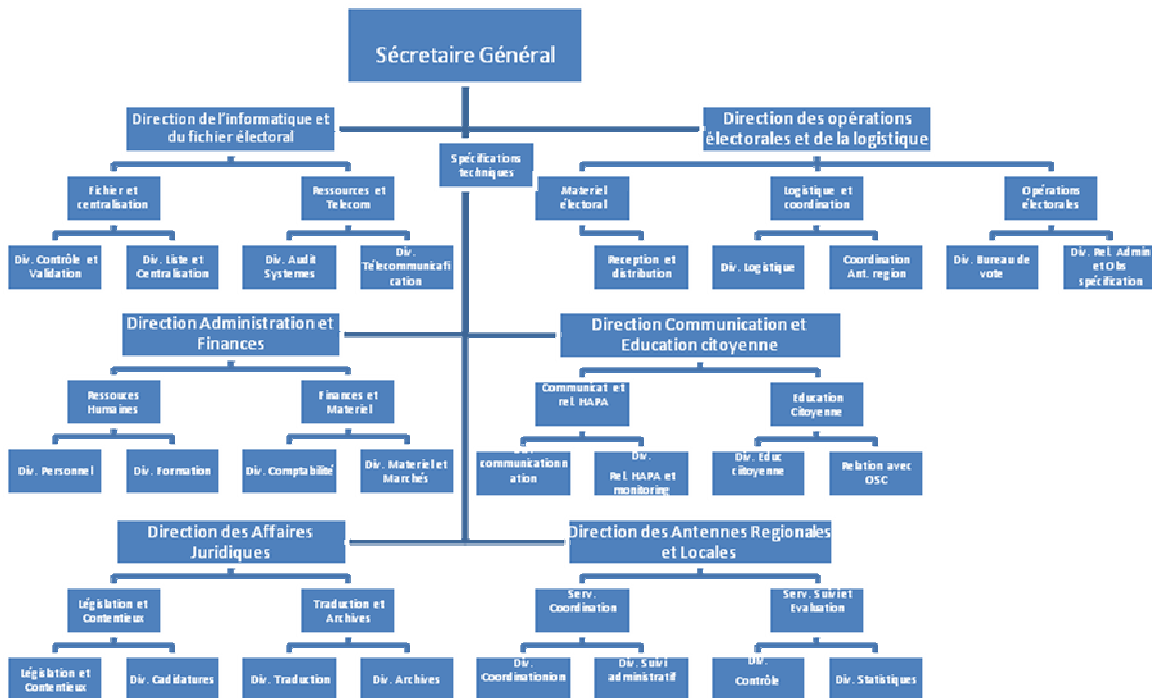 Sécretaire Général
Direction de l'informatique et
du fichier électoral
Direction des opérations
électorales et de la logistique
Spécifications
techniques
Fichier et
centralisation
Ressources et
Telecom
Materiel
électoral
Logistique et
coordination
Opérations
électorales
Div. Contrôle et
Validation
Div. Liste et
Centralisation
Div. Audit
Systemes
Div.
Télécommunicafi
cation
Reception et
distribution
Div. Logistique
Coordination
Ant. region
Div. Bureau de
vote
Div. Rel. Admin
et Obs
spécification
Direction Administration et
Finances
Direction Communication et
Education citoyenne
Ressouces
Humaines
Finances et
Materiel
Communicat et
rel. HAPA
Education
Citoyenne
Div. Personnel
Div. Formation
Div. Comptabilité
Div. Materiel et
Marchés
communicationn
ation
Div.
Rel. HAPA et
monitoring
Div. Educ
ciitoyenne
Relation avec
OSC
Direction des Affaires
Juridiques
Direction des Antennes Regionales
et Locales
Législation et
Contentieux
Traduction et
Archives
Serv.
Coordination
Serv. Suivi et
Evaluation
Législation et
Contentieux
Div. Cadidatures
Div. Traduction
Div. Archives
Div.
Coordinationion
Div. Suivi
administratif
Div.
Contrôle
Div. Statistiques